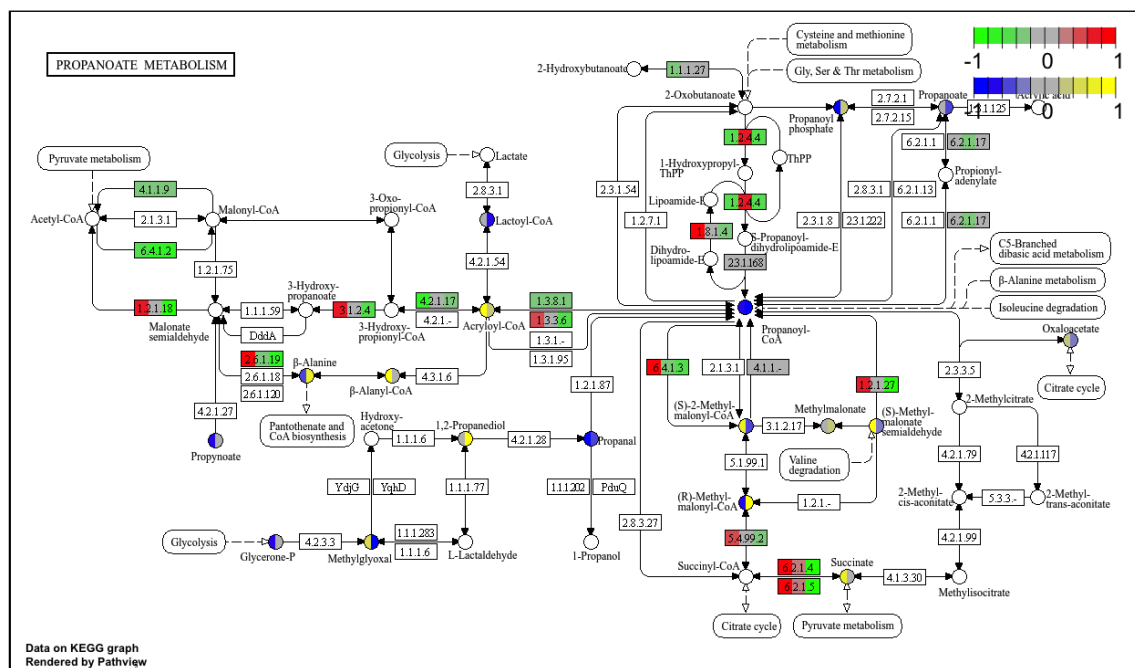 PROPANOATE METABOLISM
Cysteine and methionine
metabolism
Gly, Ser & Thr metabolism
-1 0 1
-1 0 1
2-Hydroxybutanoate
1.1.1.27
2-Oxobutanoate
Propanoyl
phosphate
2.7.2.1
2.7.2.15
Propanoate
1.3.1.125
Acrylic acid
1.2.4.4
ThPP
1-Hydroxypropyl-
ThPP
6.2.1.1
6.2.1.17
Propionyl-
adenylate
Pyruvate metabolism
Glycolysis
Lactate
2.8.3.1
Lactoyl-CoA
4.2.1.54
4.1.1.9
Acetyl-CoA
2.1.3.1
Malonyl-CoA
6.4.1.2
3-Oxo-
propionyl-CoA
1.2.1.75
2.3.1.54
1.2.7.1
Lipoamide-E
1.2.4.4
1.8.1.4
Dihydro-
lipoamide-E
S-Propanoyl-
dihydrolipoamide-E
2.3.1.168
2.3.1.8
2.3.1.222
2.8.3.1
6.2.1.13
6.2.1.1
6.2.1.17
C5-Branched
dibasic acid metabolism
β-Alanine metabolism
Isoleucine degradation
1.2.1.18
Malonate
semialdehyde
1.1.1.59
DddA
3-Hydroxy-
propanoate
3.1.2.4
3-Hydroxy-
propionyl-CoA
4.2.1.17
4.2.1.-
Acryloyl-CoA
1.3.8.1
1.3.3.6
1.3.1.-
1.3.1.95
Propanoyl-
CoA
Oxaloacetate
Citrate cycle
2.3.3.5
2.6.1.19
2.6.1.18
2.6.1.120
β-Alanine
β-Alanyl-CoA
4.3.1.6
1.2.1.87
6.4.1.3
2.1.3.1
4.1.1.-
1.2.1.27
4.2.1.27
Propynoate
Pantothenate and
CoA biosynthesis
Hydroxy-
acetone
1.1.1.6
1,2-Propanediol
4.2.1.28
Propanal
(S)-2-Methyl-
malonyl-CoA
3.1.2.17
Methylmalonate
(S)-Methyl-
malonate
semialdehyde
Valine
degradation
2-Methylcitrate
4.2.1.79
4.2.1.117
YdjG
YqhD
1.1.1.77
1.1.1.202
PduQ
5.1.99.1
(R)-Methyl-
malonyl-CoA
1.2.1.-
2-Methyl-
cis-aconitate
5.3.3.-
2-Methyl-
trans-aconitate
Glycolysis
Glycerone-P
4.2.3.3
Methylglyoxal
1.1.1.283
1.1.1.6
L-Lactaldehyde
1-Propanol
2.8.3.27
5.4.99.2
4.2.1.99
Succinyl-CoA
6.2.1.4
6.2.1.5
Succinate
4.1.3.30
Methylisocitrate
Citrate cycle
Pyruvate metabolism
Data on KEGG graph
Rendered by Pathview